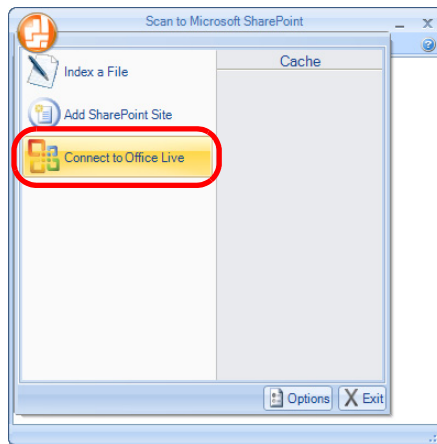 Scan to Microsoft SharePoint
Cache
Index a File
Add SharePoint Site
Connect to Office Live
Options
Exit